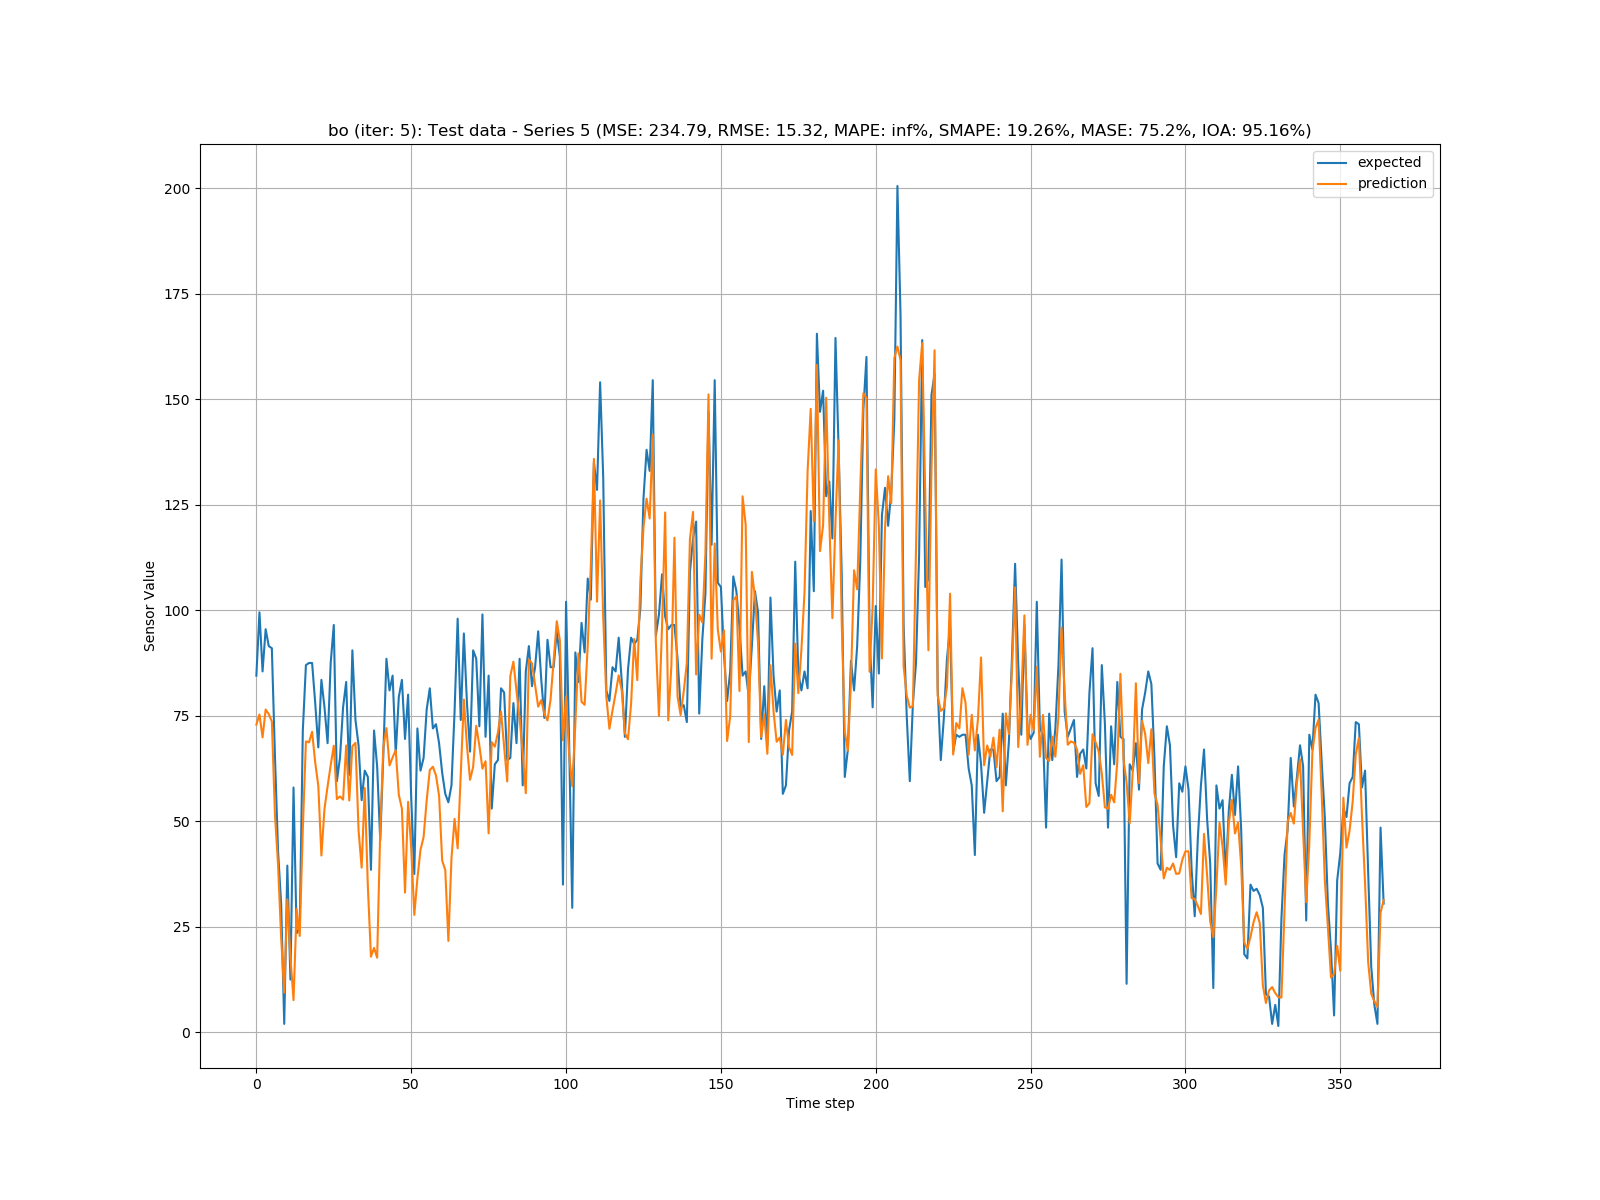 bo (iter: 5): Test data - Series 5 (MSE: 234.79, RMSE: 15.32, MAPE: inf%, SMAPE: 19.26%, MASE: 75.2%, IOA: 95.16%)
expected
prediction
200
175
150
125
100
75
50
25
0
Sensor Value
0 50 100 150 200 250 300 350
Time step